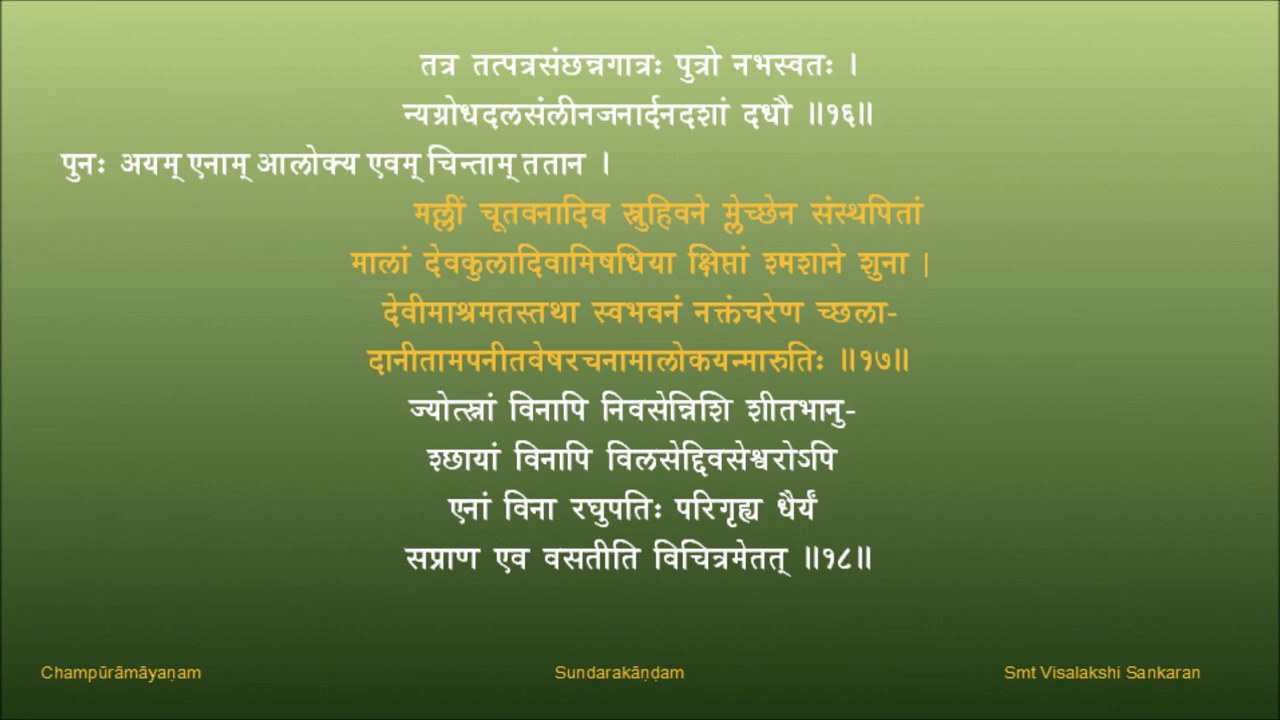 तत्र तत्पत्रसंछन्नगात्रः पुत्रो नभस्वतः ।
न्यग्रोधदलसंलीनजनार्दनदशां दधौ ॥१६॥
पुनः अयम् एनाम् आलोक्य एवम् चिन्ताम् ततान ।
मल्लीं चूतवनादिव स्नुहिवने म्लेच्छेन संस्थपितां
मालां देवकुलादिवामिषधिया क्षिप्तां श्मशाने शुना |
देवीमाश्रमतस्तथा स्वभवनं नक्तंचरेण च्छला-
दानीतामपनीतवेषरचनामालोकयन्मारुतिः ॥१७॥
ज्योत्स्नां विनापि निवसेन्निशि शीतभानु-
श्छायां विनापि विलसेद्दिवसेश्वरोऽपि
एनां विना रघुपतिः परिगृह्य धैर्यं
सप्राण एव वसतीति विचित्रमेतत् ॥१८॥
Champūrāmāyaṇam Sundarakāṇḍam Smt Visalakshi Sankaran